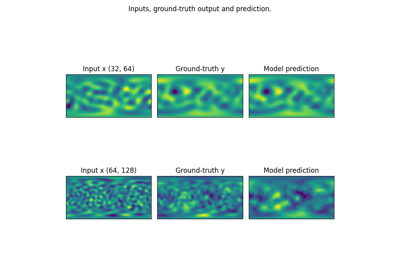 Inputs, ground-truth output and prediction.
Input x (32, 64) Ground-truth y Model prediction
Input x (64, 128) Ground-truth y Model prediction